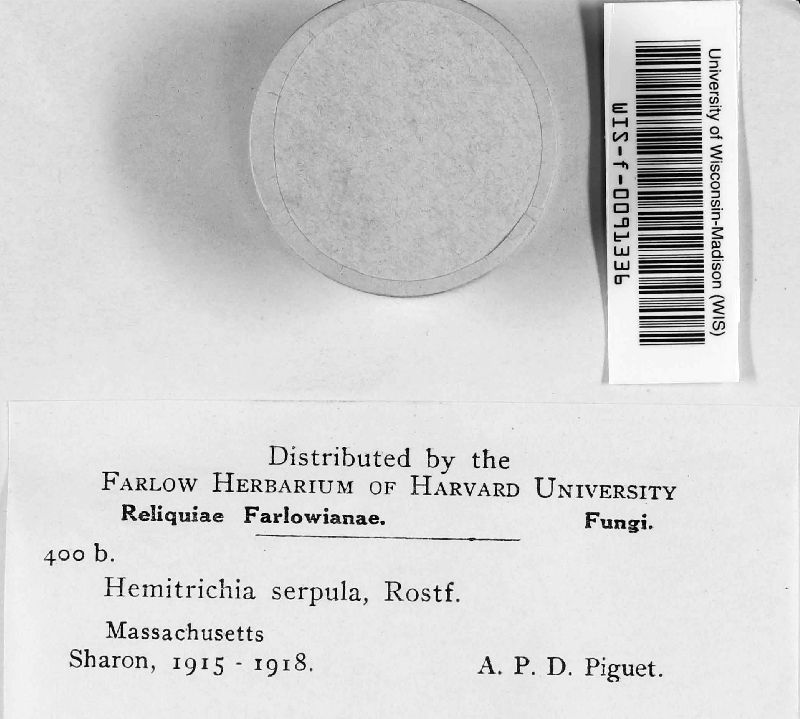 University of Wisconsin-Madison (WIS)
WIS-f-0091336
Distributed by the
FARLOW HERBARIUM OF HARVARD UNIVERSITY
Reliquiae Farlowianae. Fungi.
400 b.
Hemitrichia serpula, Rostf.
Massachusetts
Sharon, 1915 - 1918. A. P. D. Piguet.